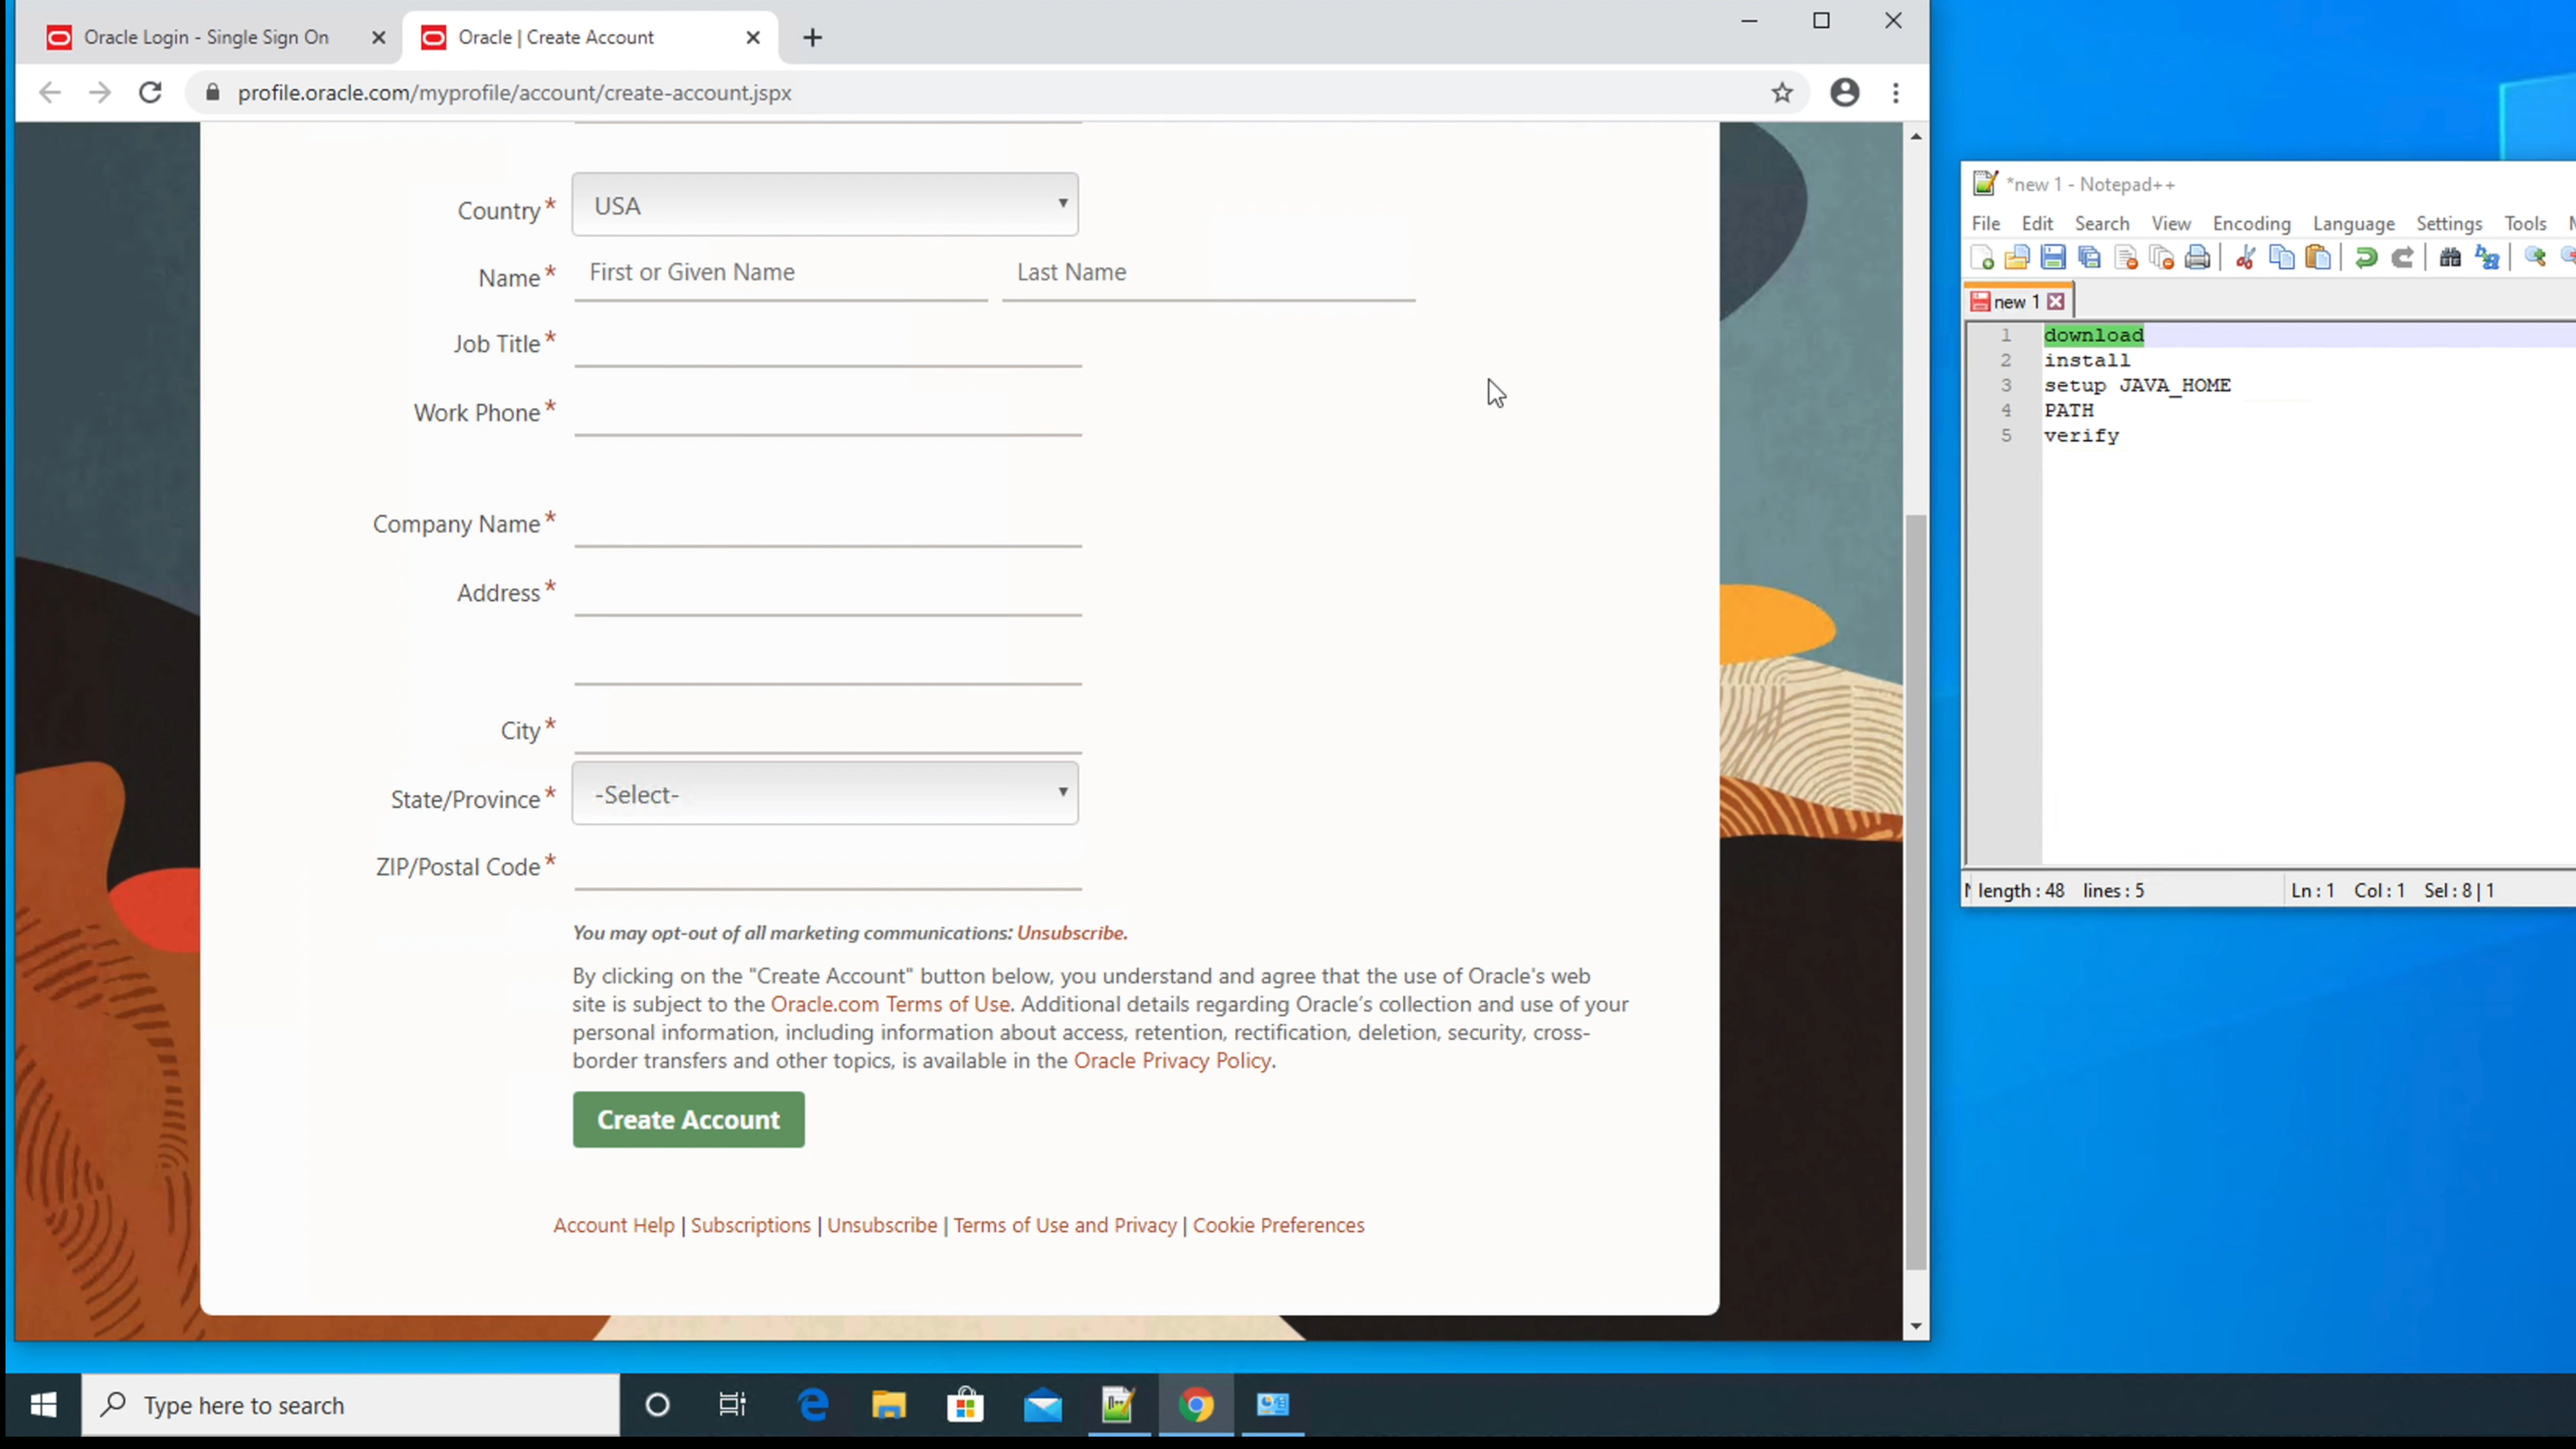 Oracle Login - Single Sign On
Oracle | Create Account
profile.oracle.com/myprofile/account/create-account.jspx
Country*
USA
Name*
First or Given Name
Last Name
Job Title*
Work Phone*
Company Name*
Address*
City*
State/Province*
-Select-
ZIP/Postal Code*
You may opt-out of all marketing communications: Unsubscribe.
By clicking on the "Create Account" button below, you understand and agree that the use of Oracle's web
site is subject to the Oracle.com Terms of Use. Additional details regarding Oracle's collection and use of your
personal information, including information about access, retention, rectification, deletion, security, cross-
border transfers and other topics, is available in the Oracle Privacy Policy.
Create Account
Account Help | Subscriptions | Unsubscribe | Terms of Use and Privacy | Cookie Preferences
*new 1 - Notepad++
File Edit Search View Encoding Language Settings Tools
new 1
1 download
2 install
3 setup JAVA_HOME
4 PATH
5 verify
length : 48 lines : 5 Ln : 1 Col : 1 Sel : 8 | 1
Type here to search